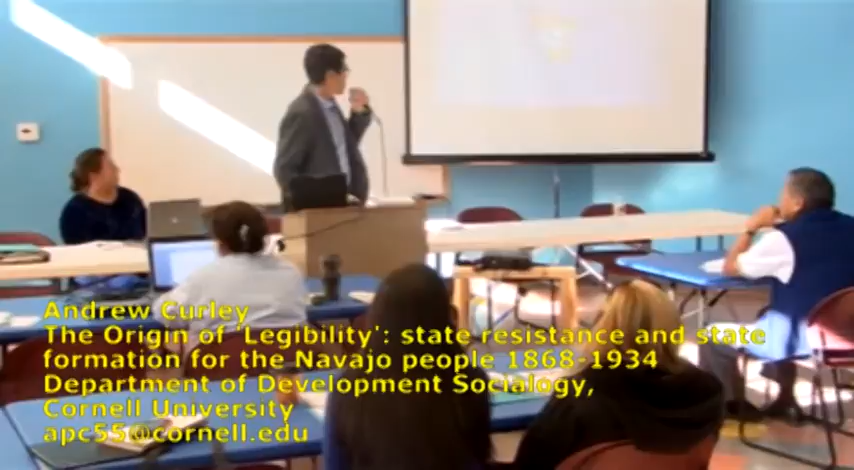 Andrew Curley
The Origin of 'Legibility': state resistance and state
formation for the Navajo people 1868-1934
Department of Development Socialogy,
Cornell University
apc55@cornell.edu